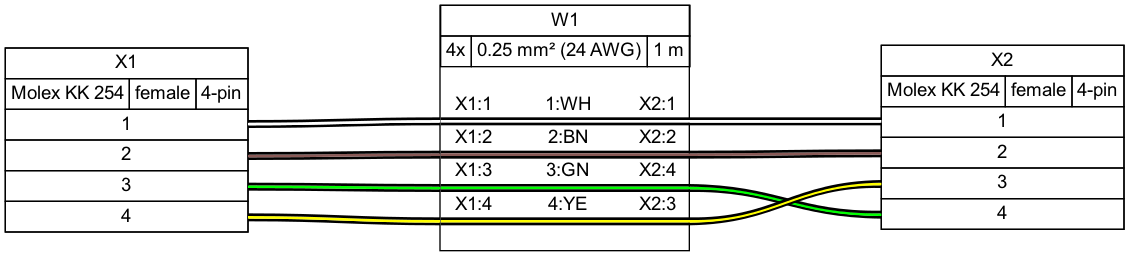 X1
Molex KK 254 female 4-pin
1
2
3
4
W1
4x 0.25 mm² (24 AWG) 1 m
X1:1 1:WH X2:1
X1:2 2:BN X2:2
X1:3 3:GN X2:4
X1:4 4:YE X2:3
X2
Molex KK 254 female 4-pin
1
2
3
4